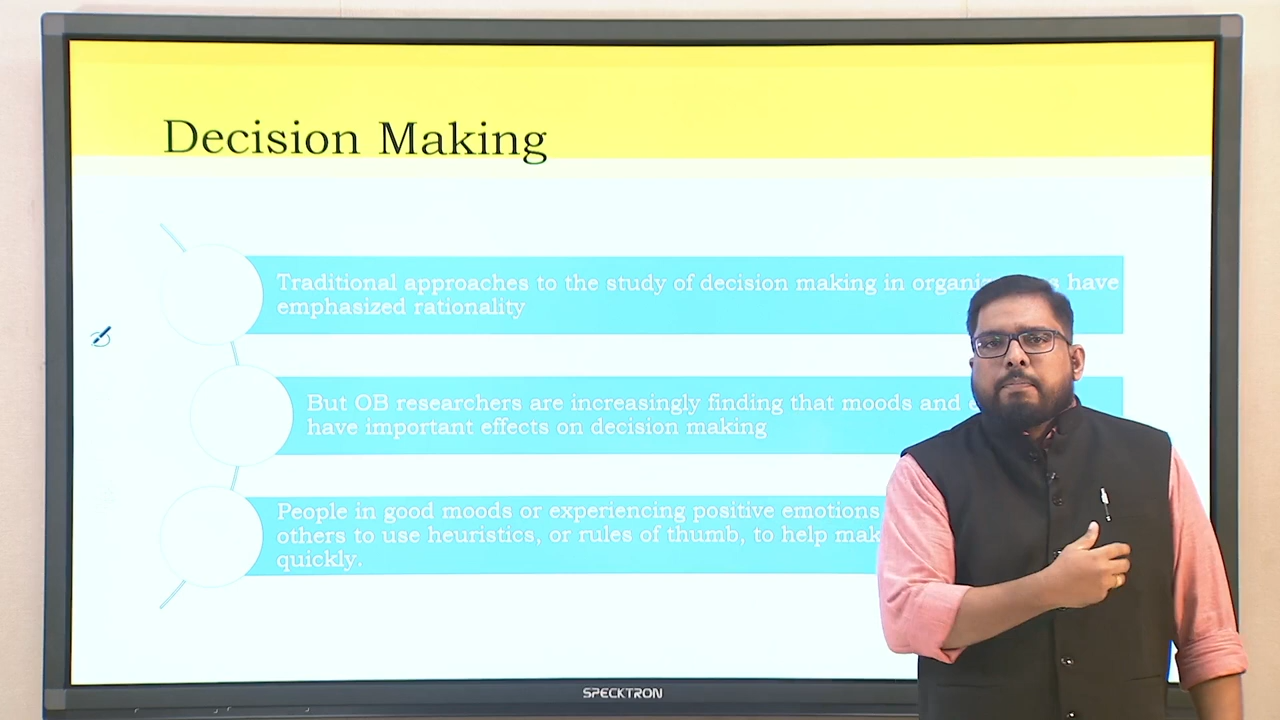 Decision Making
Traditional approaches to the study of decision making in have
emphasized rationality
But OB researchers are increasingly finding that moods and
have important effects on decision making
People in good moods or experiencing positive emotions
others to use heuristics, or rules of thumb, to help
quickly.
SPECKTRON